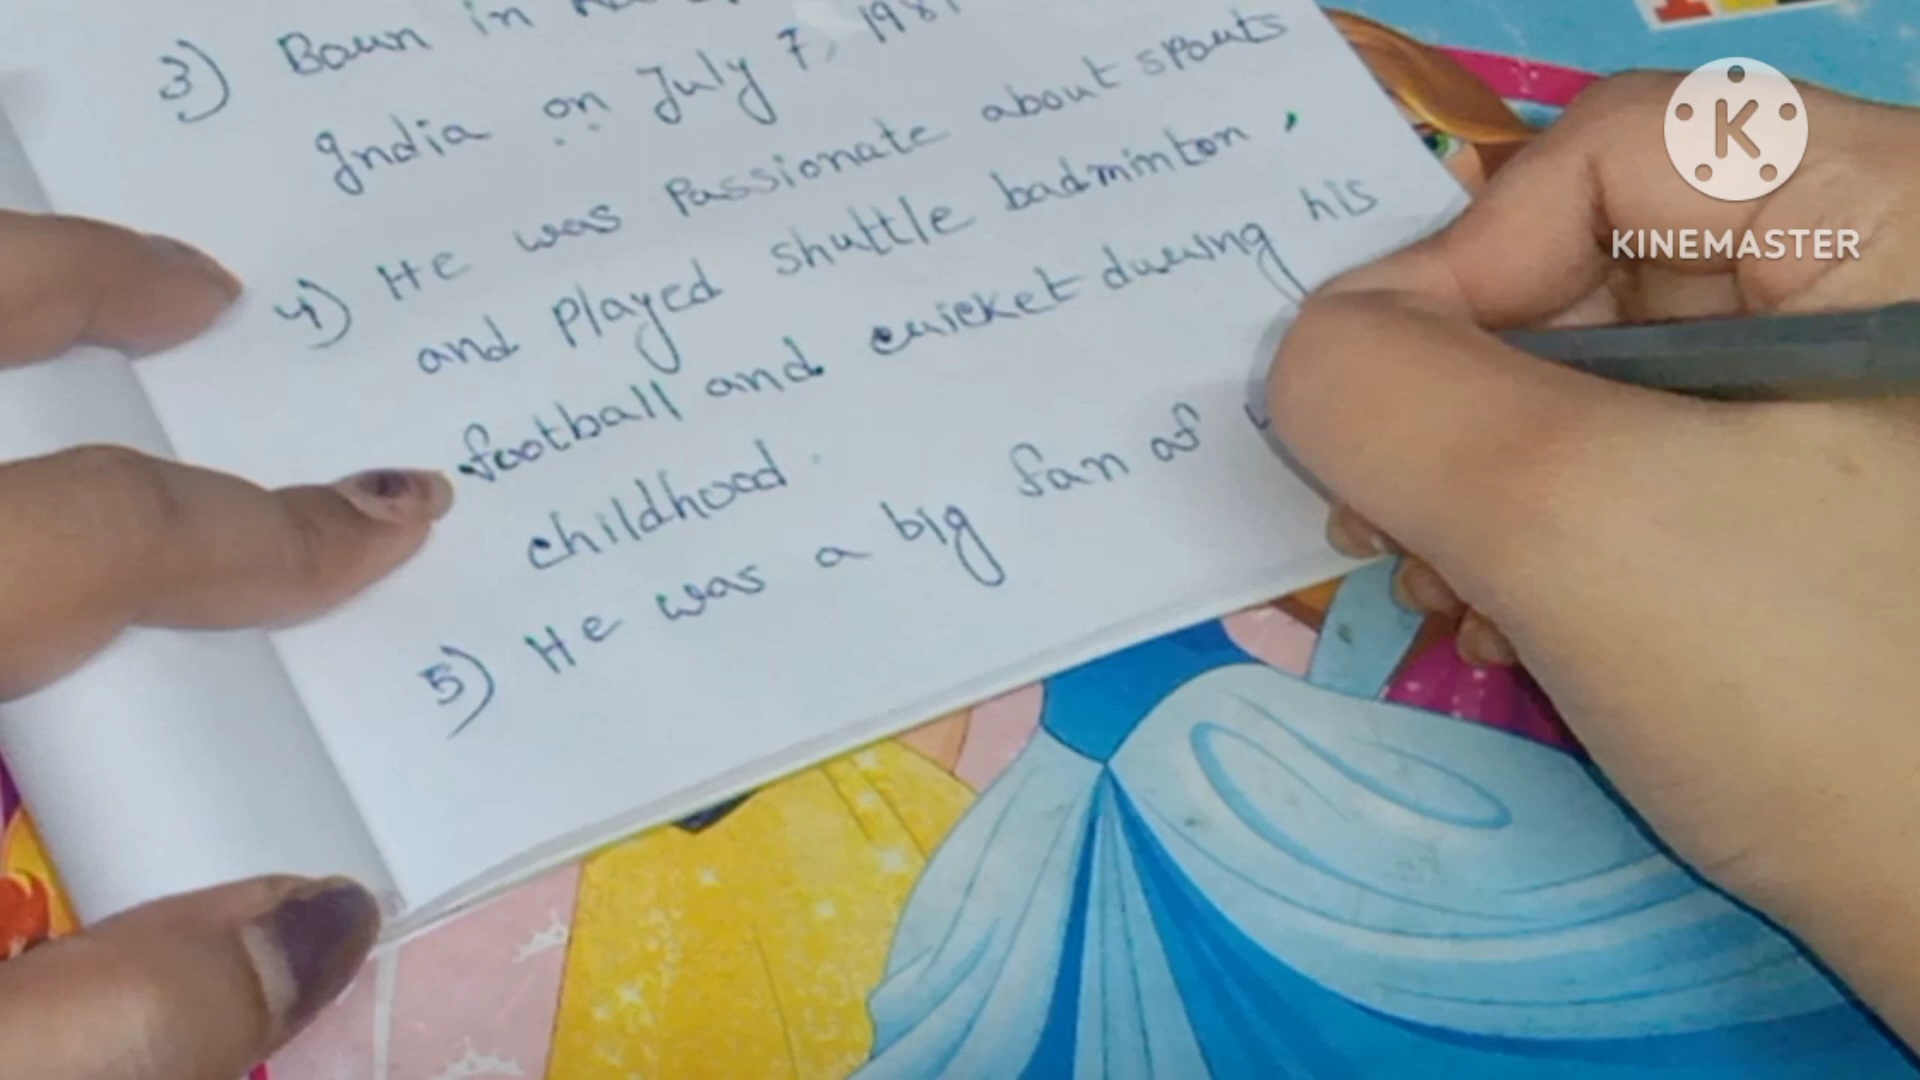 3) Born in
India on July 7, 1981
4) He was passionate about sports
and played shuttle badminton,
football and cricket during his
childhood.
5) He was a big fan of
K
KINEMASTER